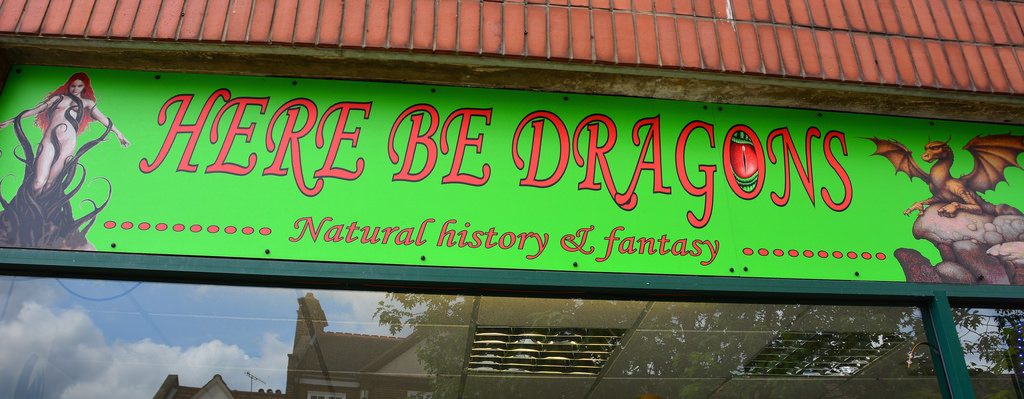 HERE BE DRAGONS
Natural history & fantasy